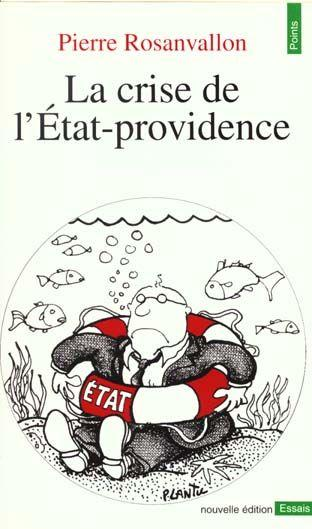 Pierre Rosanvallon
Points
La crise de
l'État-providence
ÉTAT
PLANTU
nouvelle édition Essais